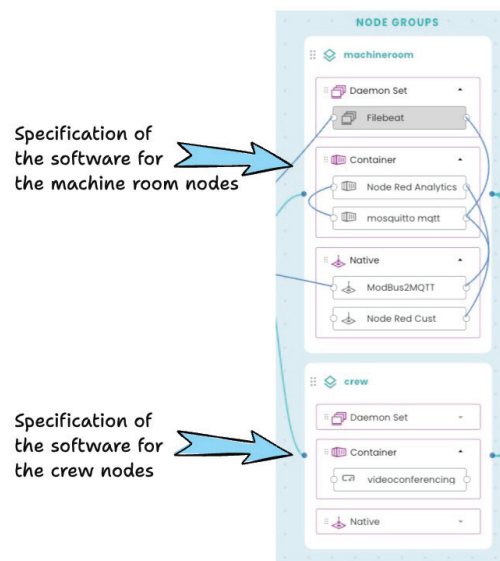 NODE GROUPS
machineroom
Daemon Set
Filebeat
Specification of
the software for
the machine room nodes
Container
Node Red Analytics
mosquitto mqtt
Native
ModBus2MQTT
Node Red Cust
crew
Daemon Set
Specification of
the software for
the crew nodes
Container
videoconferencing
Native